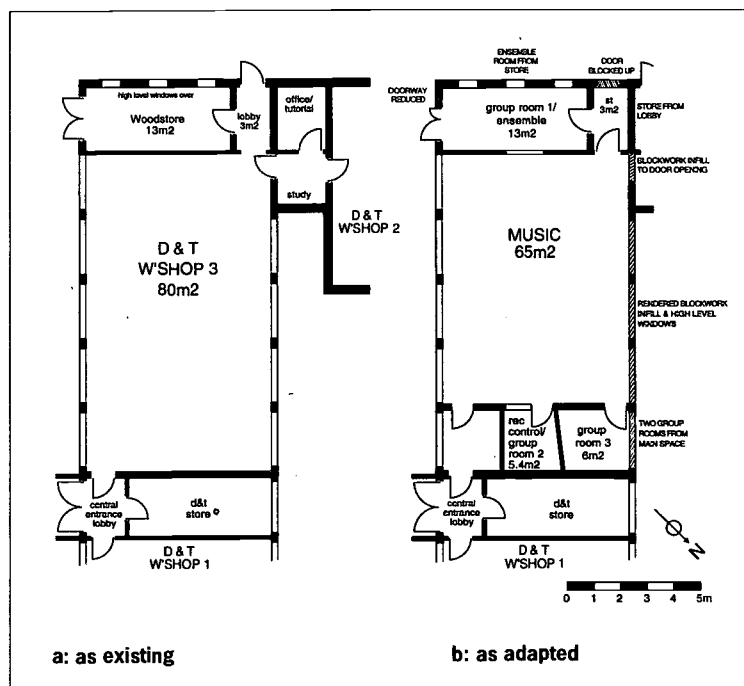 high level windows over
Woodstore
13m2
lobby
3m2
office/
tutorial
study
D & T
W'SHOP 2
D & T
W'SHOP 3
80m2
central
entrance
lobby
d&t
store
D & T
W'SHOP 1
a: as existing
ENSEMBLE
ROOM FROM
STORE
DOOR
BLOCKED UP
DOORWAY
REDUCED
group room 1/
ensemble
13m2
st
3m2
STORE FROM
LOBBY
BLOCKWORK INFILL
TO DOOR OPENING
MUSIC
65m2
RENDERED BLOCKWORK
INFILL & HIGH LEVEL
WINDOWS
rec
control/
group
room 2
5.4m2
group
room 3
6m2
TWO GROUP
ROOMS FROM
MAIN SPACE
central
entrance
lobby
d&t
store
D & T
W'SHOP 1
N
0 1 2 3 4 5m
b: as adapted